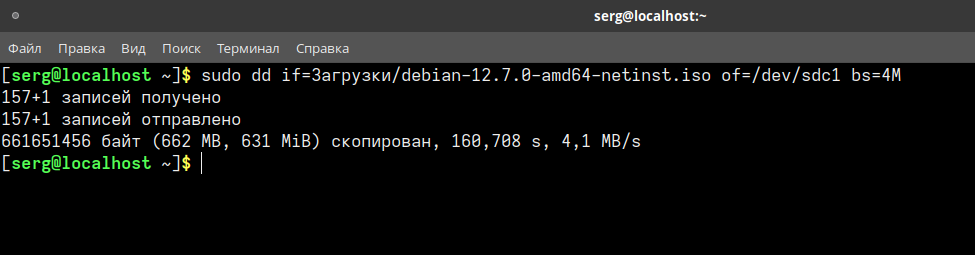 serg@localhost:~
Файл Правка Вид Поиск Терминал Справка
[serg@localhost ~]$ sudo dd if=Загрузки/debian-12.7.0-amd64-netinst.iso of=/dev/sdc1 bs=4M
157+1 записей получено
157+1 записей отправлено
661651456 байт (662 MB, 631 MiB) скопирован, 160,708 s, 4,1 MB/s
[serg@localhost ~]$